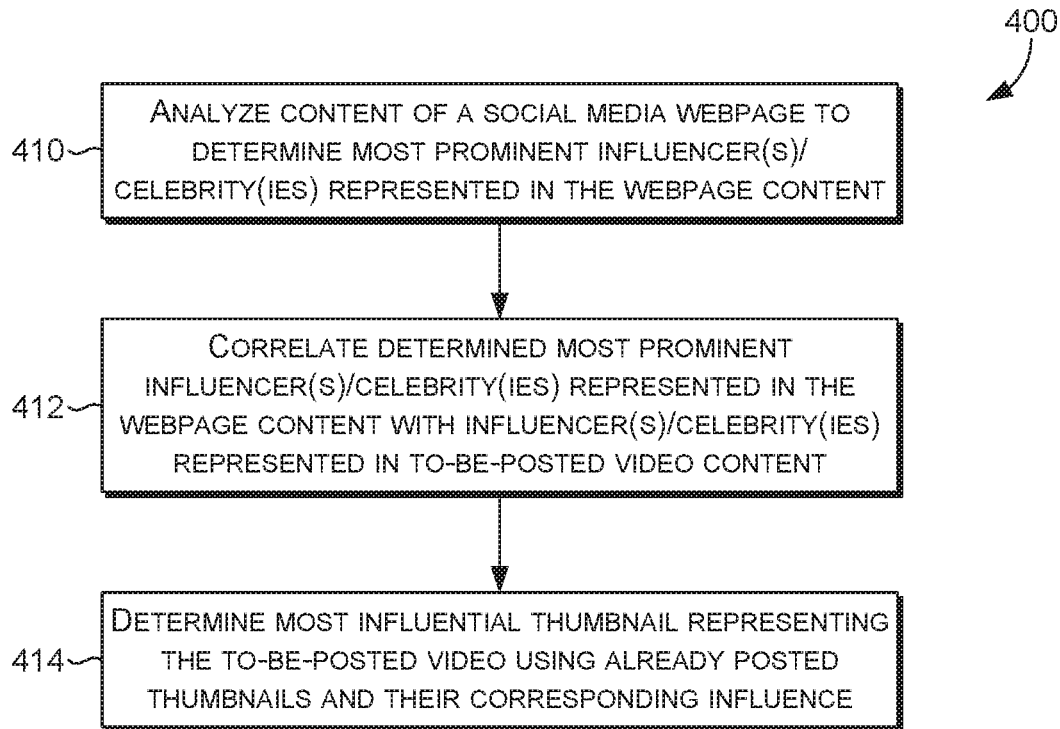 400
410
ANALYZE CONTENT OF A SOCIAL MEDIA WEBPAGE TO
DETERMINE MOST PROMINENT INFLUENCER(S)/
CELEBRITY(IES) REPRESENTED IN THE WEBPAGE CONTENT
412
CORRELATE DETERMINED MOST PROMINENT
INFLUENCER(S)/CELEBRITY(IES) REPRESENTED IN THE
WEBPAGE CONTENT WITH INFLUENCER(S)/CELEBRITY(IES)
REPRESENTED IN TO-BE-POSTED VIDEO CONTENT
414
DETERMINE MOST INFLUENTIAL THUMBNAIL REPRESENTING
THE TO-BE-POSTED VIDEO USING ALREADY POSTED
THUMBNAILS AND THEIR CORRESPONDING INFLUENCE